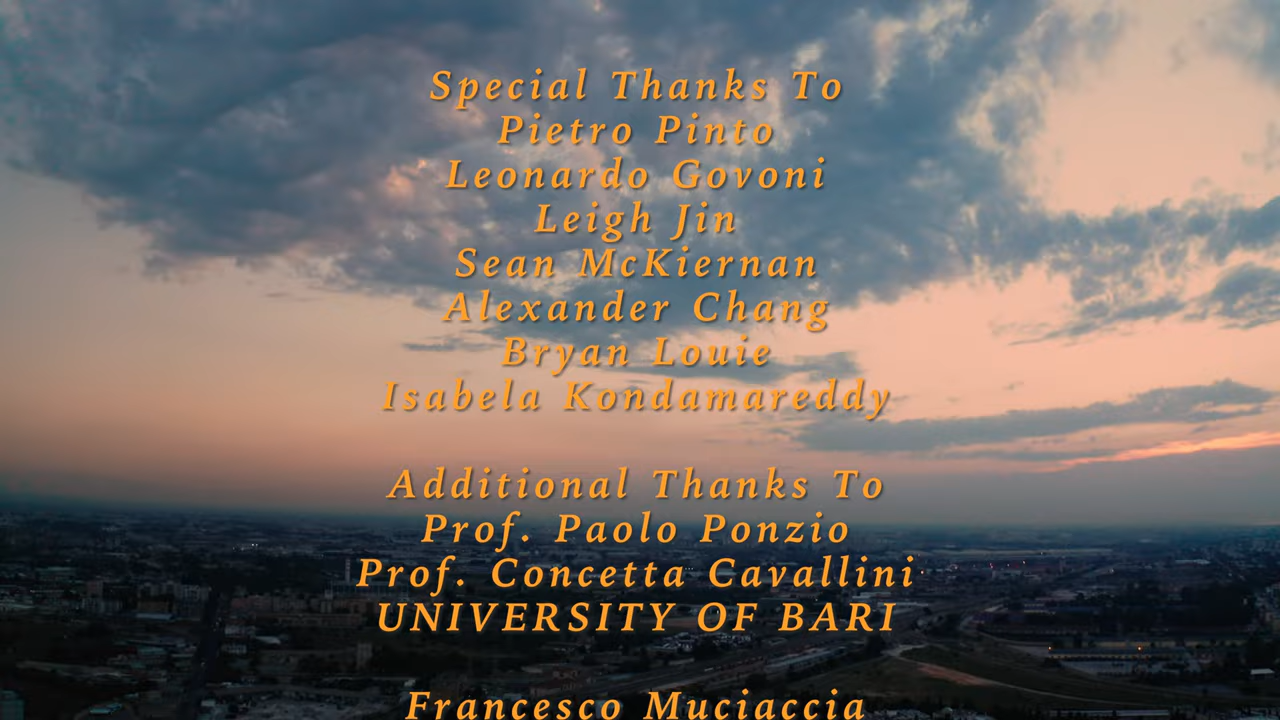 Special Thanks To
Pietro Pinto
Leonardo Govoni
Leigh Jin
Sean McKiernan
Alexander Chang
Bryan Louie
Isabela Kondamareddy
Additional Thanks To
Prof. Paolo Ponzio
Prof. Concetta Cavallini
UNIVERSITY OF BARI
Francesco Muciaccia